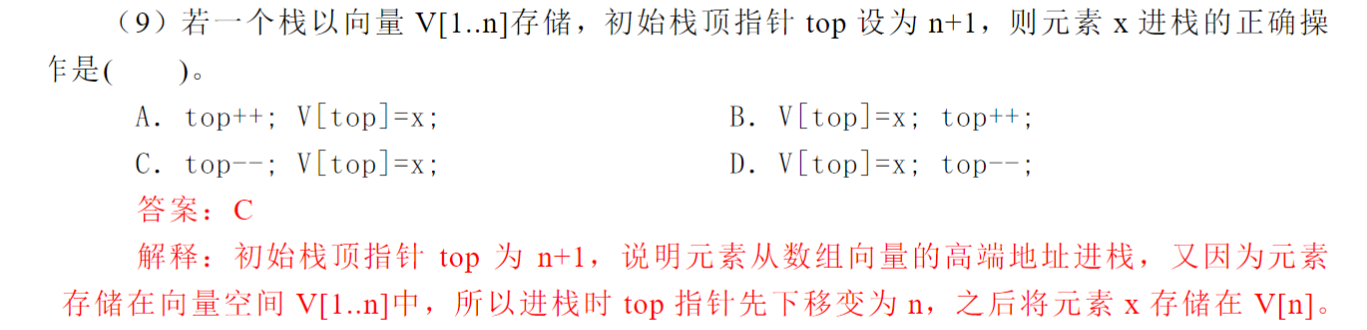 （9）若一个栈以向量 V[1..n]存储，初始栈顶指针 top 设为 n+1，则元素 x 进栈的正确操
作是(　　)。
A. top++; V[top]=x;　　B. V[top]=x; top++;
C. top--; V[top]=x;　　D. V[top]=x; top--;
答案：C
解释：初始栈顶指针 top 为 n+1，说明元素从数组向量的高端地址进栈，又因为元素
存储在向量空间 V[1..n]中，所以进栈时 top 指针先下移变为 n，之后将元素 x 存储在 V[n]。